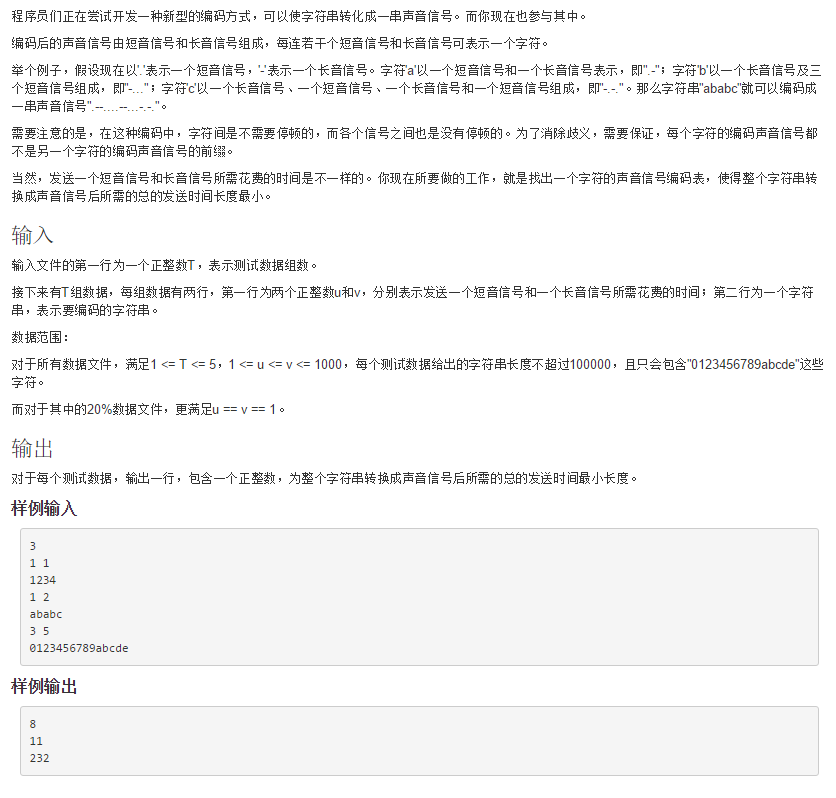 程序员们正在尝试开发一种新型的编码方式，可以使字符串转化成一串声音信号。而你现在也参与其中。
编码后的声音信号由短音信号和长音信号组成，每连若干个短音信号和长音信号可表示一个字符。
举个例子，假设现在以'.'表示一个短音信号，'-'表示一个长音信号。字符'a'以一个短音信号和一个长音信号表示，即".-"；字符'b'以一个长音信号及三
个短音信号组成，即"-..."；字符'c'以一个长音信号、一个短音信号、一个长音信号和一个短音信号组成，即"-.-."。那么字符串"ababc"就可以编码成
一串声音信号".--....--...-.-."。
需要注意的是，在这种编码中，字符间是不需要停顿的，而各个信号之间也是没有停顿的。为了消除歧义，需要保证，每个字符的编码声音信号都
不是另一个字符的编码声音信号的前缀。
当然，发送一个短音信号和长音信号所需花费的时间是不一样的。你现在所要做的工作，就是找出一个字符的声音信号编码表，使得整个字符串转
换成声音信号后所需的总的发送时间长度最小。
输入
输入文件的第一行为一个正整数T，表示测试数据组数。
接下来有T组数据，每组数据有两行，第一行为两个正整数u和v，分别表示发送一个短音信号和一个长音信号所需花费的时间；第二行为一个字符
串，表示要编码的字符串。
数据范围：
对于所有数据文件，满足1 <= T <= 5，1 <= u <= v <= 1000，每个测试数据给出的字符串长度不超过100000，且只会包含"0123456789abcde"这些
字符。
而对于其中的20%数据文件，更满足u == v == 1。
输出
对于每个测试数据，输出一行，包含一个正整数，为整个字符串转换成声音信号后所需的总的发送时间最小长度。
样例输入
3
1 1
1234
1 2
ababc
3 5
0123456789abcde
样例输出
8
11
232